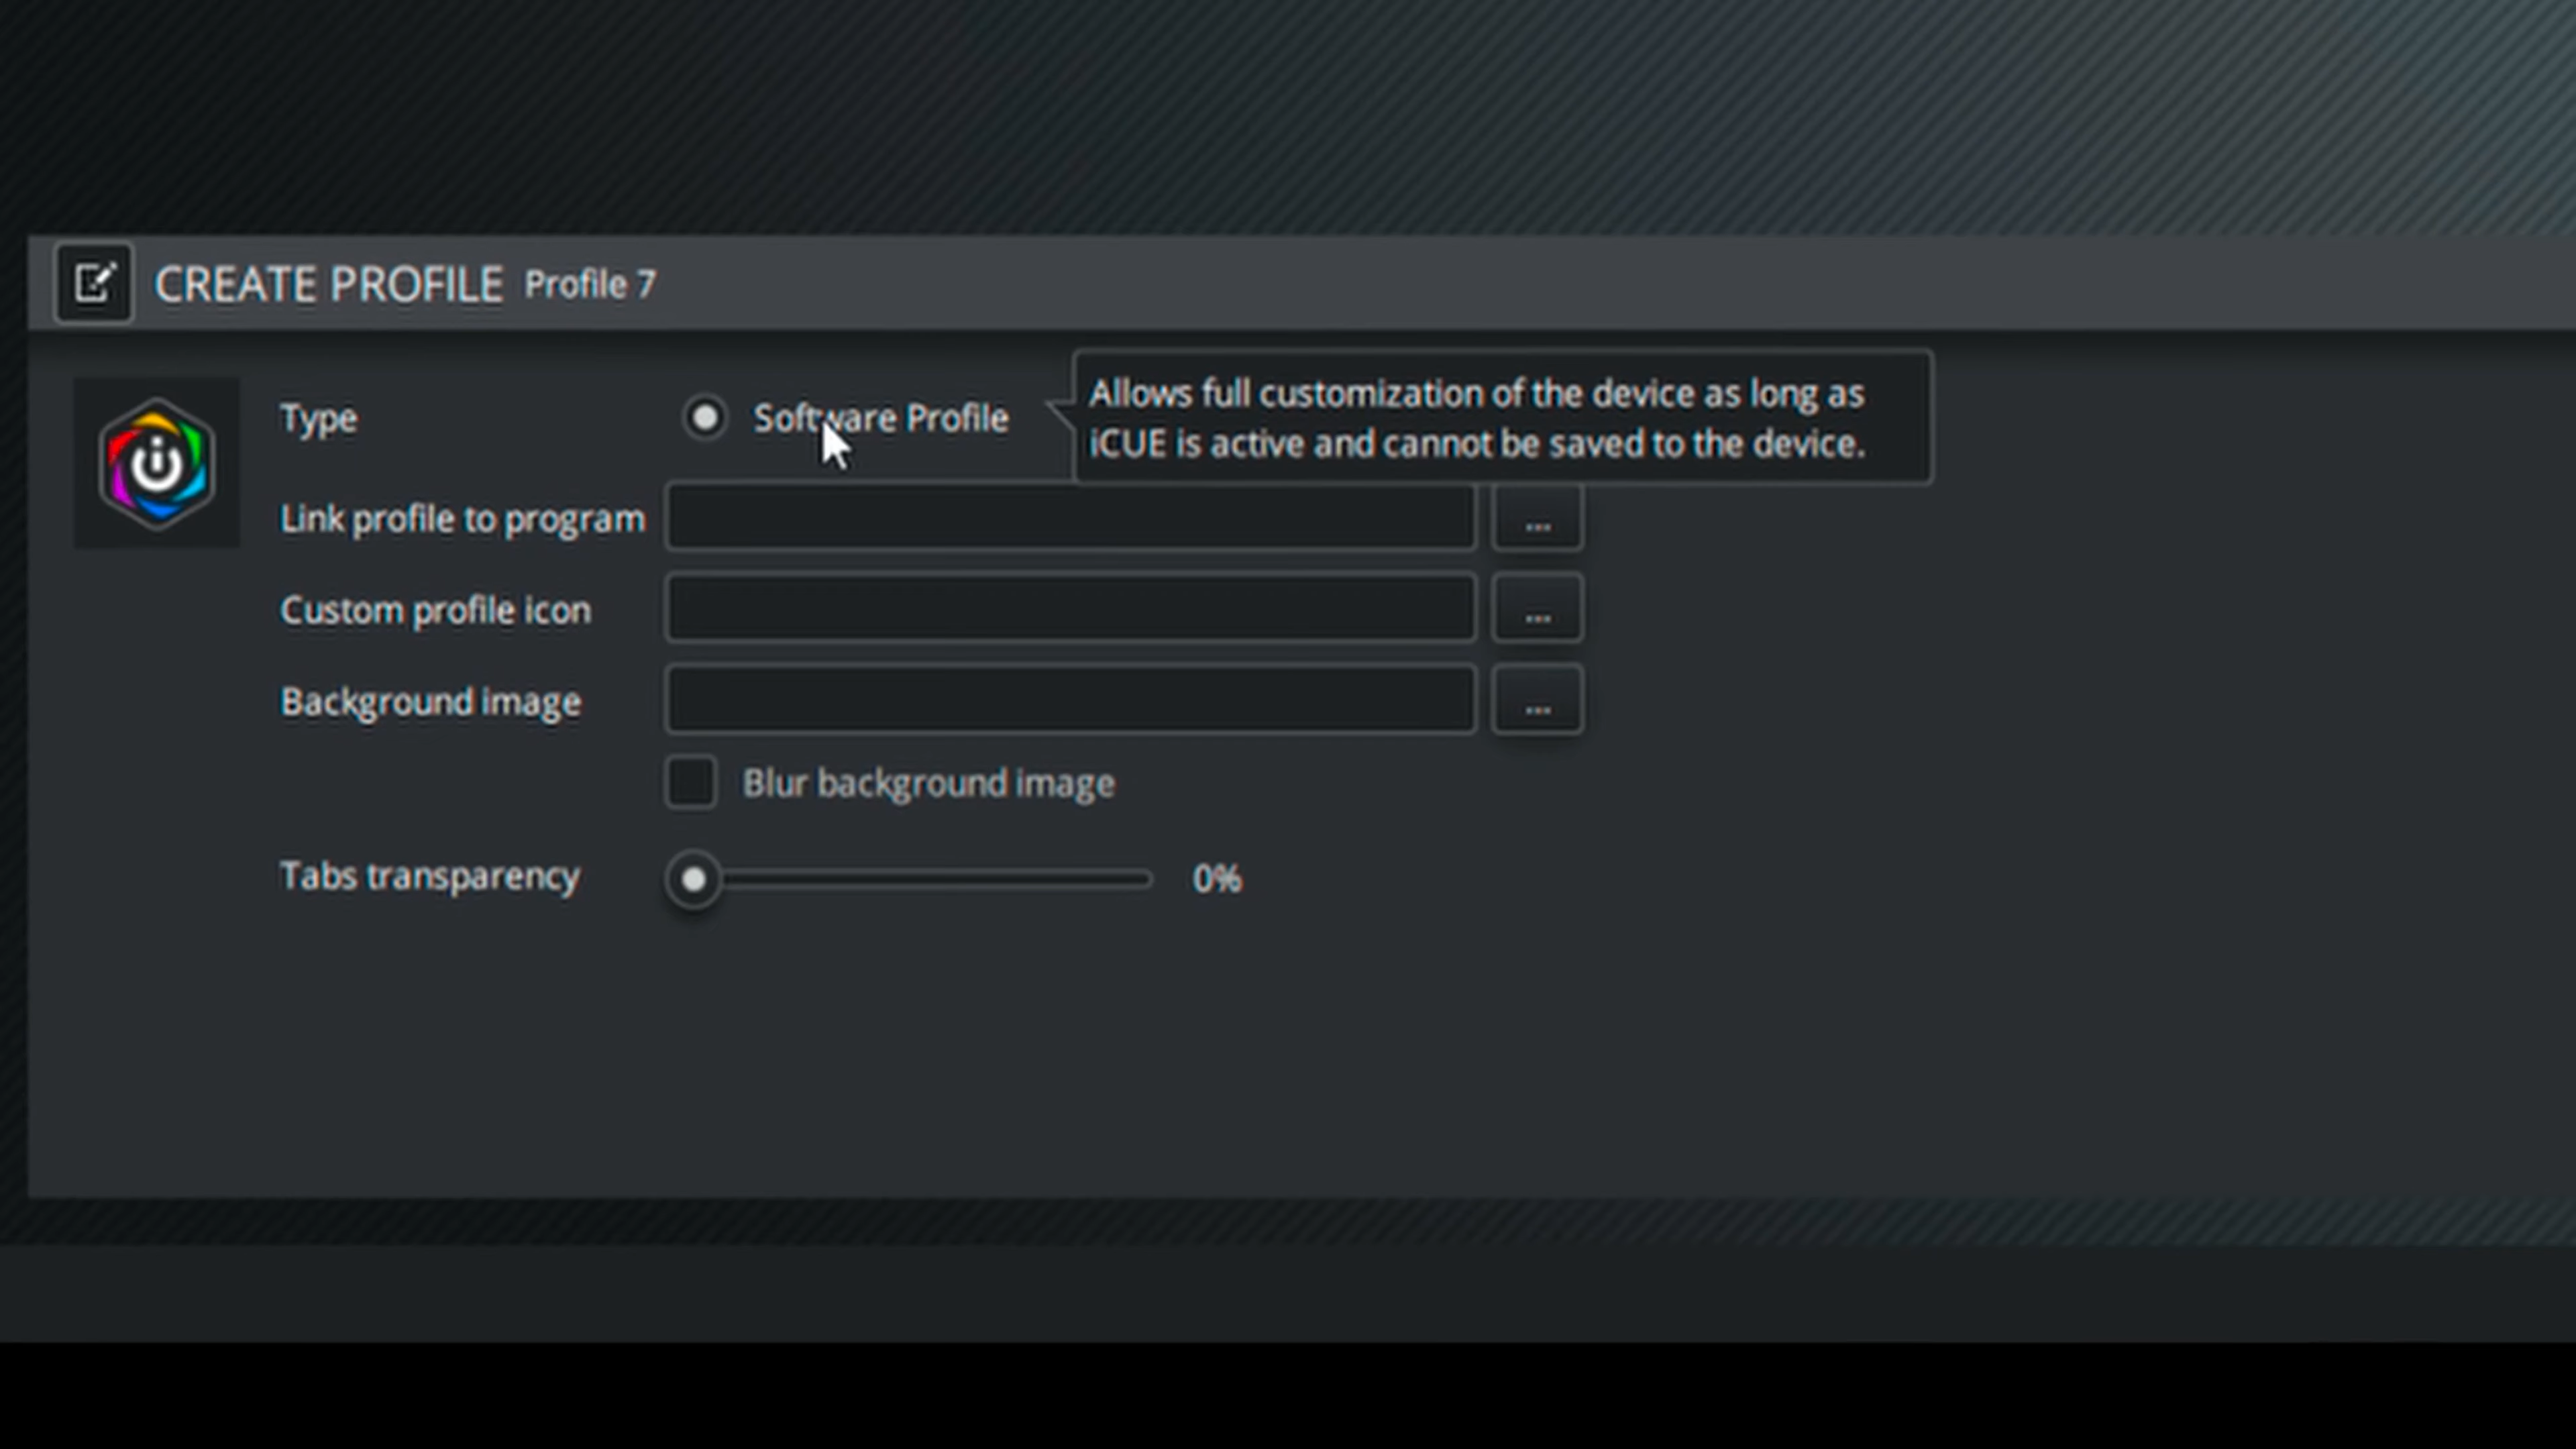 CREATE PROFILE Profile 7
Type
Software Profile
Allows full customization of the device as long as
iCUE is active and cannot be saved to the device.
Link profile to program
...
Custom profile icon
...
Background image
...
Blur background image
Tabs transparency
0%